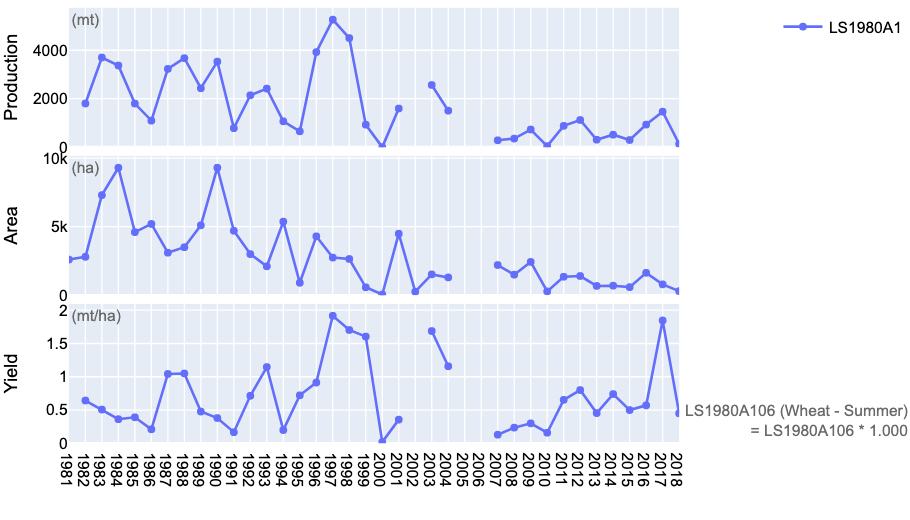 (mt)
LS1980A1
Production
4000
2000
0
10k
(ha)
Area
5k
0
2
(mt/ha)
Yield
1.5
1
0.5
0
LS1980A106 (Wheat - Summer)
= LS1980A106 * 1.000
1981 1982 1983 1984 1985 1986 1987 1988 1989 1990 1991 1992 1993 1994 1995 1996 1997 1998 1999 2000 2001 2002 2003 2004 2005 2006 2007 2009 2010 2011 2012 2013 2014 2015 2016 2017 2018